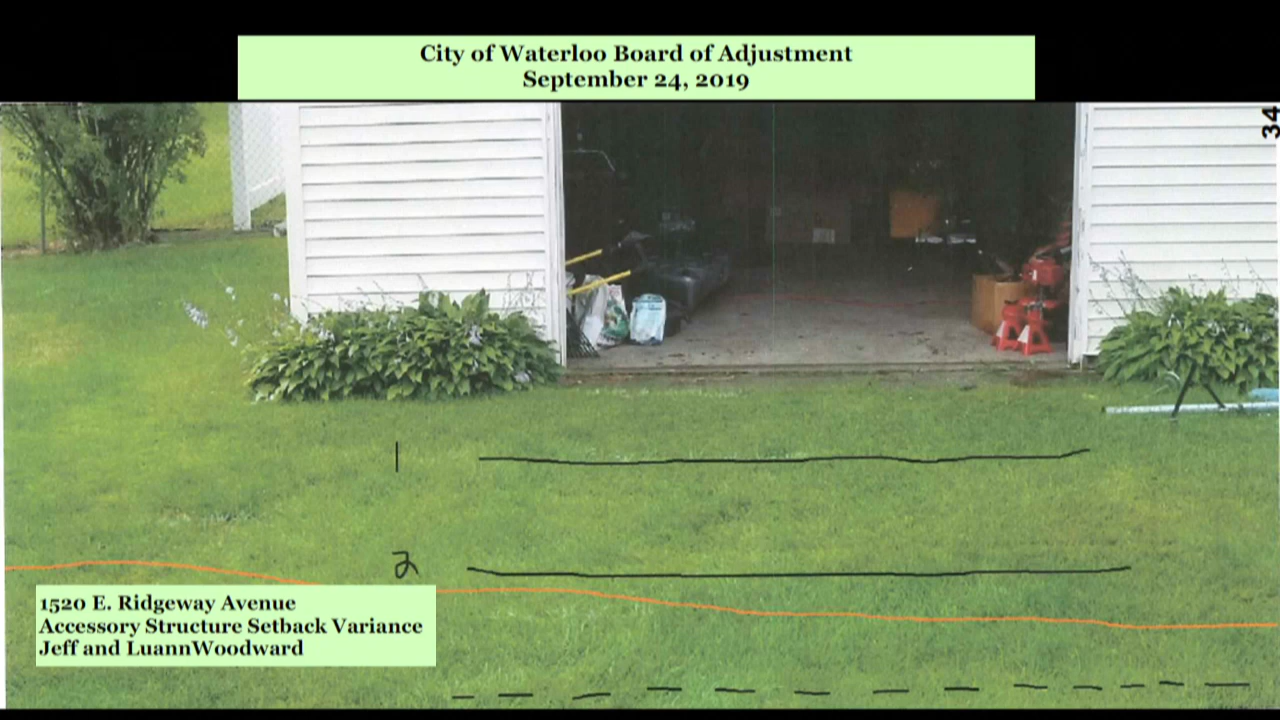 City of Waterloo Board of Adjustment
September 24, 2019
34
1
2
1520 E. Ridgeway Avenue
Accessory Structure Setback Variance
Jeff and LuannWoodward